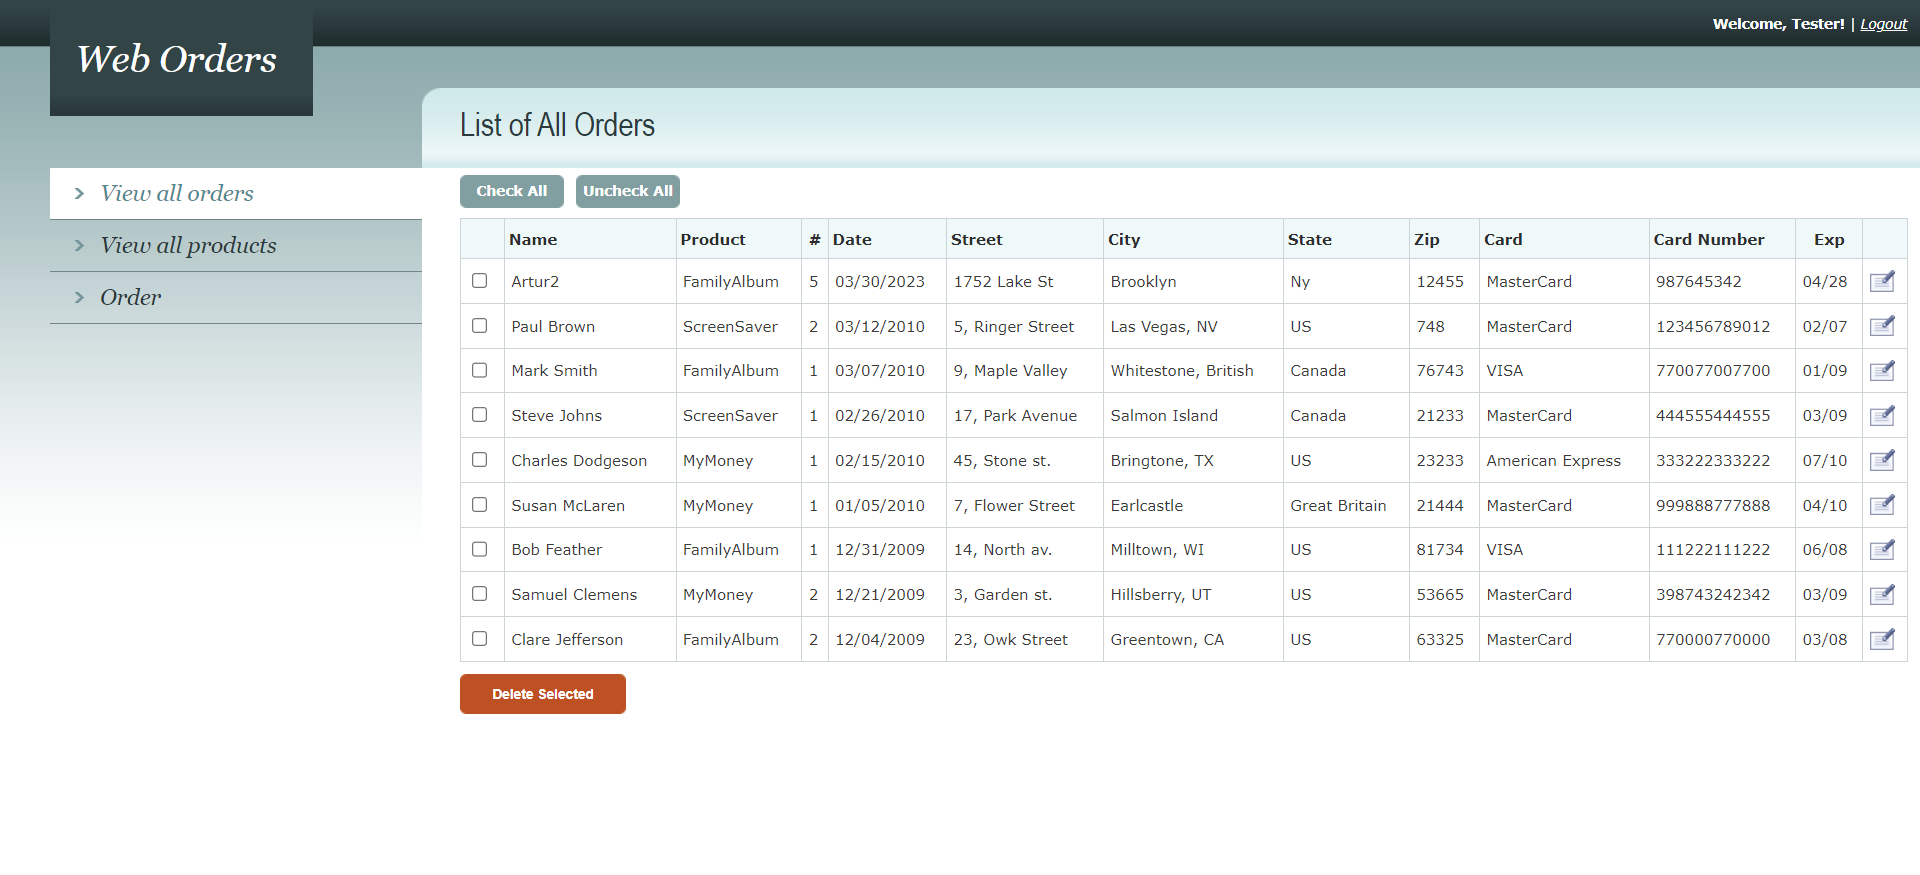 Welcome, Tester! | Logout
Web Orders
List of All Orders
View all orders
View all products
Order
Check All Uncheck All
Name Product # Date Street City State Zip Card Card Number Exp
Artur2 FamilyAlbum 5 03/30/2023 1752 Lake St Brooklyn Ny 12455 MasterCard 987645342 04/28
Paul Brown ScreenSaver 2 03/12/2010 5, Ringer Street Las Vegas, NV US 748 MasterCard 123456789012 02/07
Mark Smith FamilyAlbum 1 03/07/2010 9, Maple Valley Whitestone, British Canada 76743 VISA 770077007700 01/09
Steve Johns ScreenSaver 1 02/26/2010 17, Park Avenue Salmon Island Canada 21233 MasterCard 444555444555 03/09
Charles Dodgeson MyMoney 1 02/15/2010 45, Stone st. Bringtone, TX US 23233 American Express 333222333222 07/10
Susan McLaren MyMoney 1 01/05/2010 7, Flower Street Earlcastle Great Britain 21444 MasterCard 999888777888 04/10
Bob Feather FamilyAlbum 1 12/31/2009 14, North av. Milltown, WI US 81734 VISA 111222111222 06/08
Samuel Clemens MyMoney 2 12/21/2009 3, Garden st. Hillsberry, UT US 53665 MasterCard 398743242342 03/09
Clare Jefferson FamilyAlbum 2 12/04/2009 23, Owk Street Greentown, CA US 63325 MasterCard 770000770000 03/08
Delete Selected